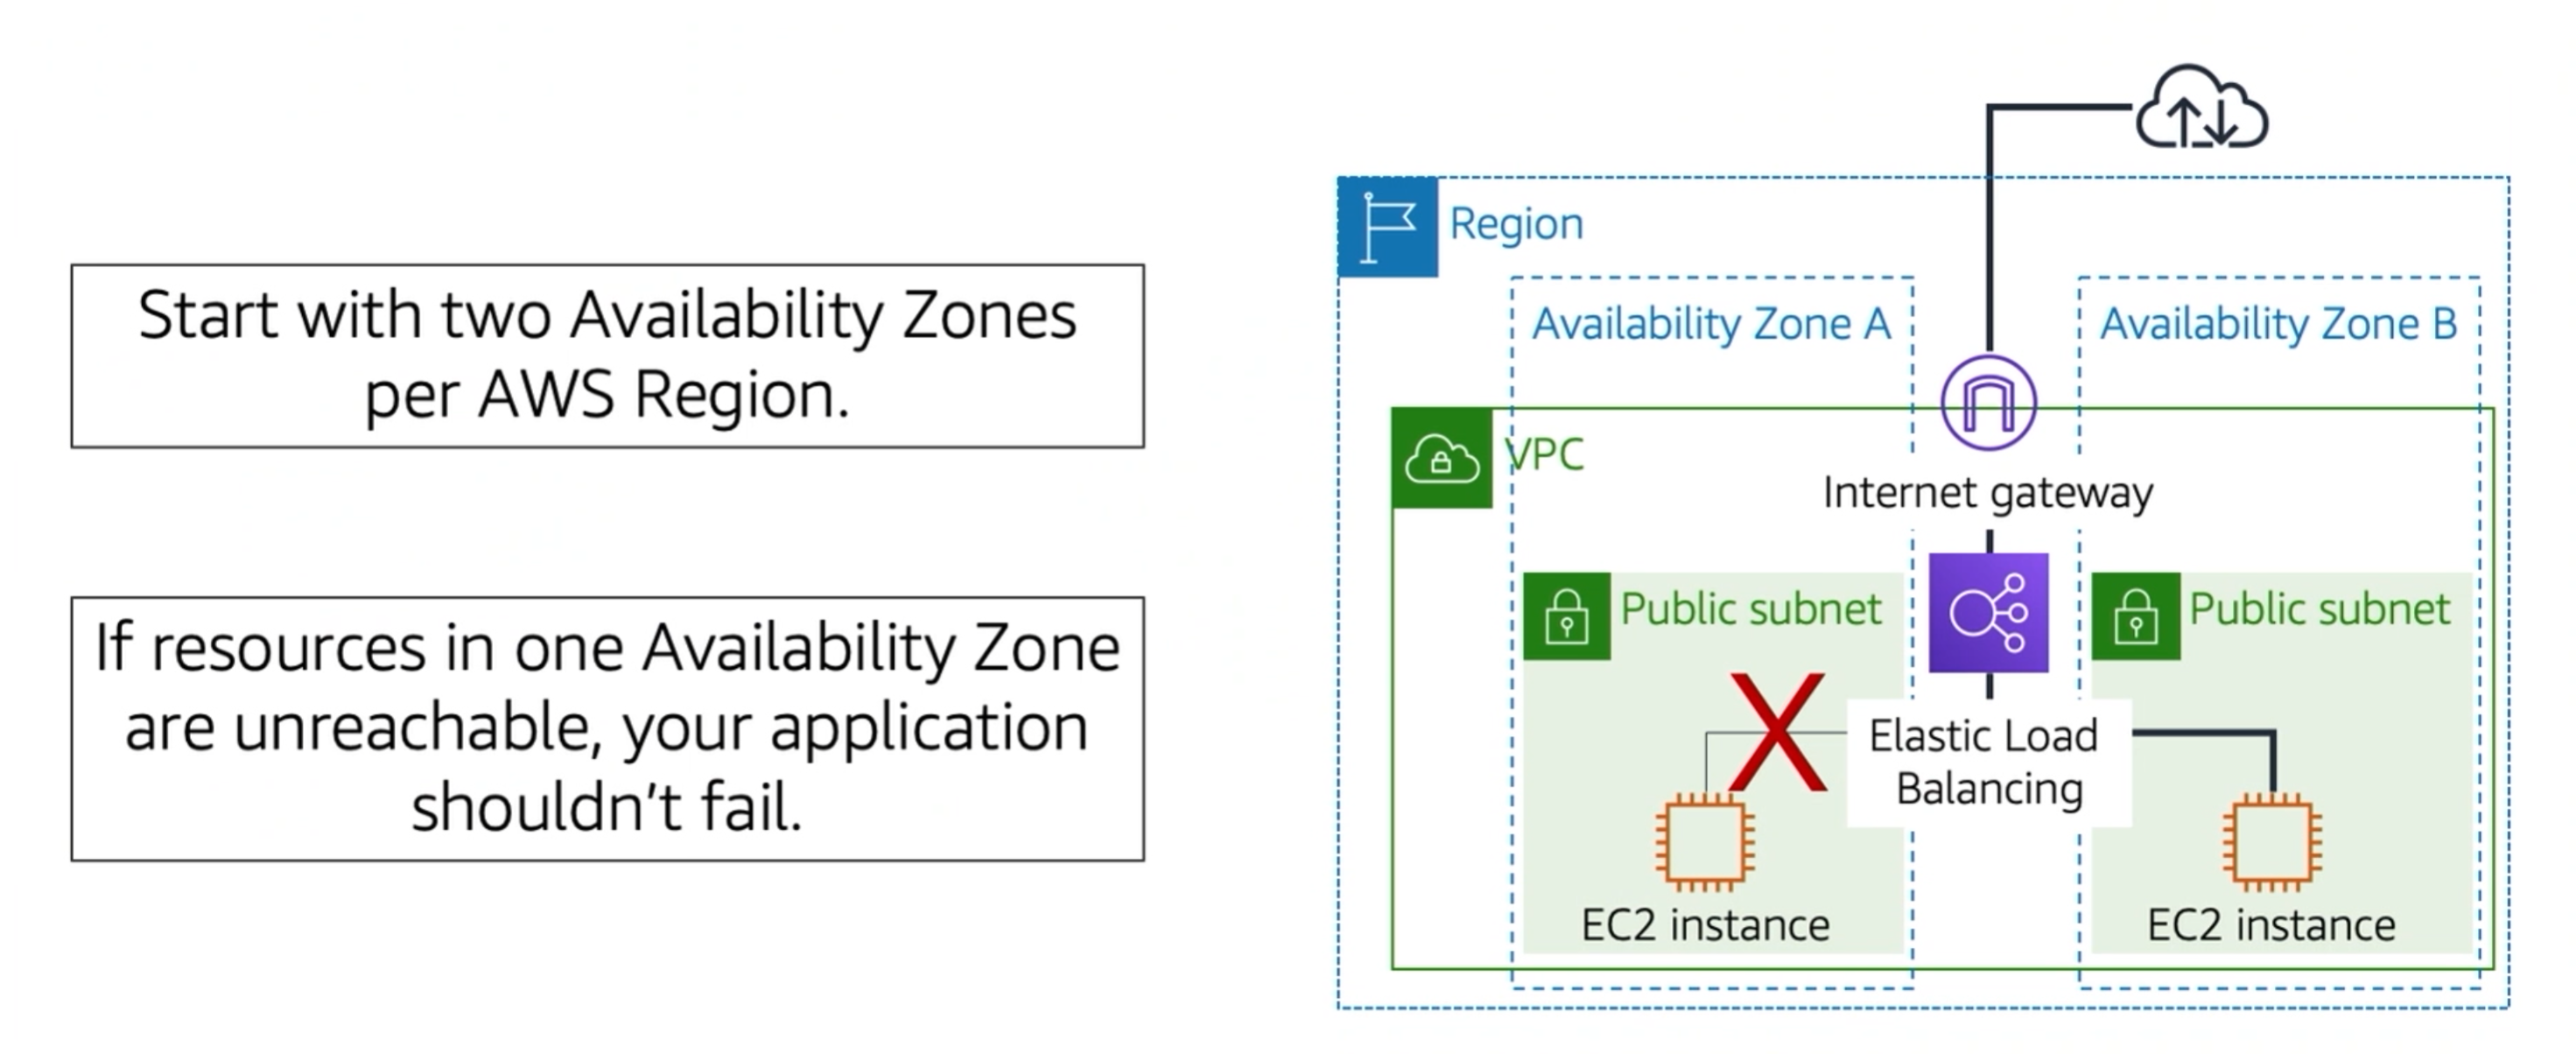 Start with two Availability Zones
per AWS Region.
If resources in one Availability Zone
are unreachable, your application
shouldn’t fail.
Region
Availability Zone A
Availability Zone B
VPC
Internet gateway
Public subnet
Public subnet
X
Elastic Load
Balancing
EC2 instance
EC2 instance